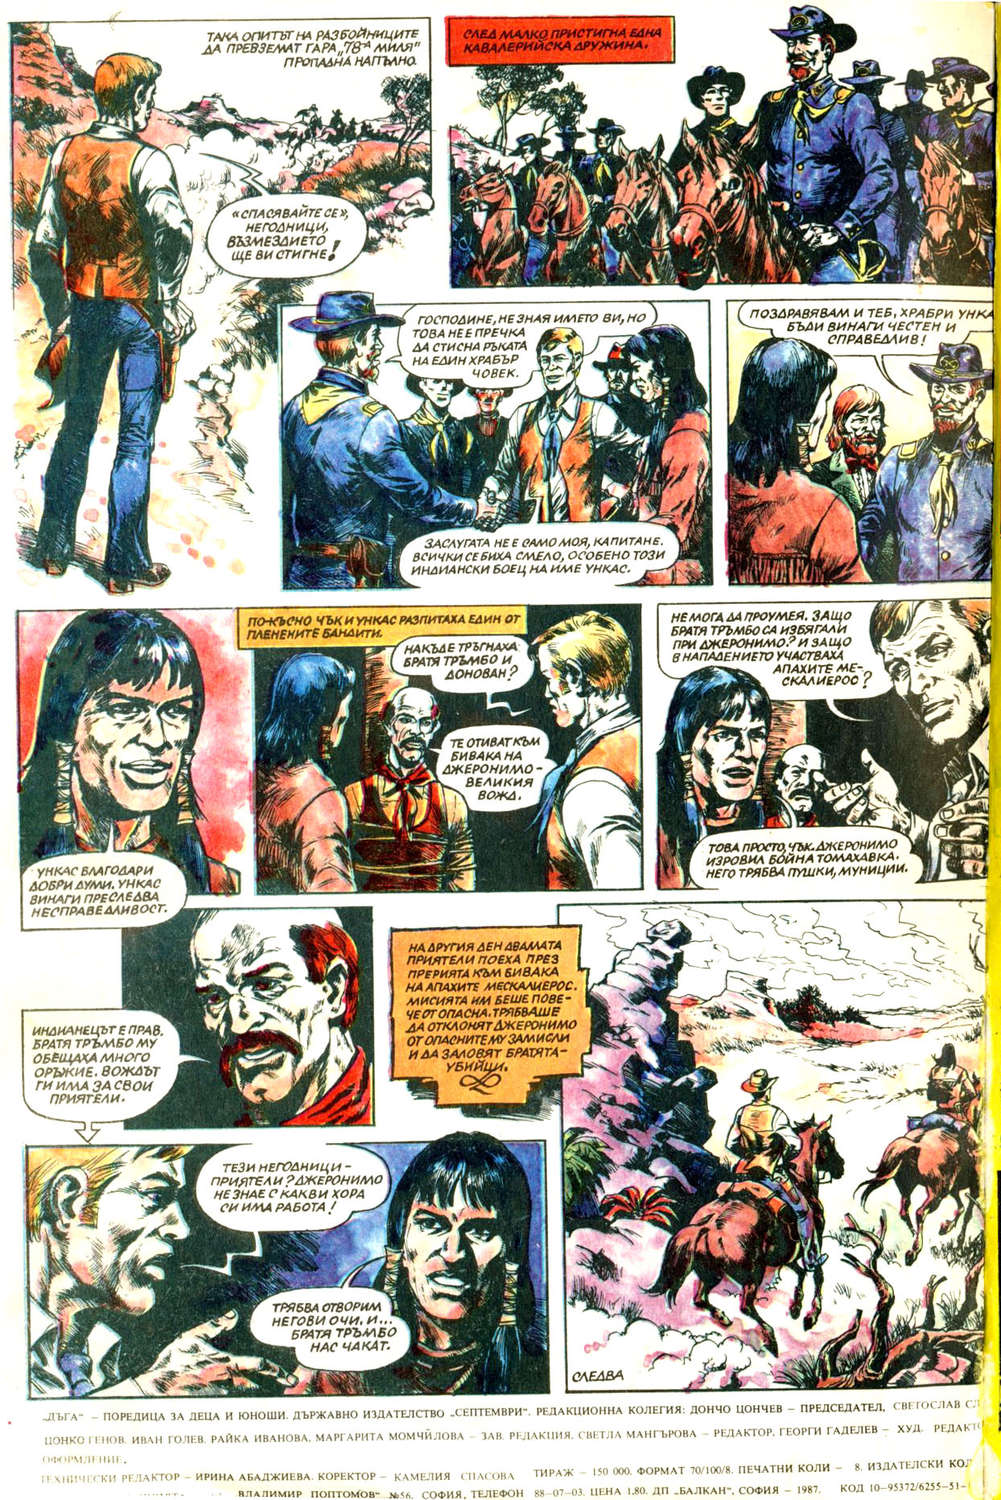 ТАКА ОПИТЪТ НА РАЗБОЙНИЦИТЕ
ДА ПРЕВЗЕМАТ ГАРА „78-А МИЛЯ"
ПРОПАДНА НАПЪЛНО.
«СПАСЯВАЙТЕ СЕ»,
НЕГОДНИЦИ,
ВЪЗМЕЗДИЕТО
ЩЕ ВИ СТИГНЕ!
СЛЕД МАЛКО ПРИСТИГНА ЕДНА
КАВАЛЕРИЙСКА ДРУЖИНА.
ГОСПОДИНЕ, НЕ ЗНАЯ ИМЕТО ВИ, НО
ТОВА НЕ Е ПРЕЧКА
ДА СТИСНА РЪКАТА
НА ЕДИН ХРАБЪР
ЧОВЕК.
ЗАСЛУГАТА НЕ Е САМО МОЯ, КАПИТАНЕ.
ВСИЧКИ СЕ БИХА СМЕЛО, ОСОБЕНО ТОЗИ
ИНДИАНСКИ БОЕЦ НА ИМЕ УНКАС.
ПОЗДРАВЯВАМ И ТЕБ, ХРАБРИ УНКА
БЪДИ ВИНАГИ ЧЕСТЕН И
СПРАВЕДЛИВ!
УНКАС БЛАГОДАРИ
ДОБРИ ДУМИ. УНКАС
ВИНАГИ ПРЕСЛЕДВА
НЕСПРАВЕДЛИВОСТ.
ПО-КЪСНО ЧЪК И УНКАС РАЗПИТАХА ЕДИН ОТ
ПЛЕНЕНИТЕ БАНДИТИ.
НАКЪДЕ ТРЪГНАХА
БРАТЯ ТРЪМБО И
ДОНОВАН?
ТЕ ОТИВАТ КЪМ
БИВАКА НА
ДЖЕРОНИМО-
ВЕЛИКИЯ
ВОЖД.
НЕ МОГА ДА ПРОУМЕЯ. ЗАЩО
БРАТЯ ТРЪМБО СА ИЗБЯГАЛИ
ПРИ ДЖЕРОНИМО? И ЗАЩО
В НАПАДЕНИЕТО УЧАСТВАХА
АПАХИТЕ МЕ-
СКАЛИЕРОС?
ТОВА ПРОСТО, ЧЪК. ДЖЕРОНИМО
ИЗРОВИЛ БОЙНА ТОМАХАВКА.
НЕГО ТРЯБВА ПУШКИ, МУНИЦИИ.
ИНДИАНЕЦЪТ Е ПРАВ.
БРАТЯ ТРЪМБО МУ
ОБЕЩАХА МНОГО
ОРЪЖИЕ. ВОЖДЪТ
ГИ ИМА ЗА СВОИ
ПРИЯТЕЛИ.
НА ДРУГИЯ ДЕН ДВАМАТА
ПРИЯТЕЛИ ПОЕХА ПРЕЗ
ПРЕРИЯТА КЪМ БИВАКА
НА АПАХИТЕ МЕСКАЛИЕРОС.
МИСИЯТА ИМ БЕШЕ ПОВЕ-
ЧЕ ОТ ОПАСНА. ТРЯБВАШЕ
ДА ОТКЛОНЯТ ДЖЕРОНИМО
ОТ ОПАСНИТЕ МУ ЗАМИСЛИ
И ДА ЗАЛОВЯТ БРАТЯТА-
УБИЙЦИ.
ТЕЗИ НЕГОДНИЦИ -
ПРИЯТЕЛИ? ДЖЕРОНИМО
НЕ ЗНАЕ С КАКВИ ХОРА
СИ ИМА РАБОТА!
ТРЯБВА ОТВОРИМ
НЕГОВИ ОЧИ. И...
БРАТЯ ТРЪМБО
НАС ЧАКАТ.
СЛЕДВА
„ДЪГА" – ПОРЕДИЦА ЗА ДЕЦА И ЮНОШИ. ДЪРЖАВНО ИЗДАТЕЛСТВО „СЕПТЕМВРИ". РЕДАКЦИОННА КОЛЕГИЯ: ДОНЧО ЦОНЧЕВ – ПРЕДСЕДАТЕЛ, СВЕТОСЛАВ
ЦОНКО ГЕНОВ, ИВАН ГОЛЕВ, РАЙКА ИВАНОВА, МАРГАРИТА МОМЧИЛОВА – ЗАВ. РЕДАКЦИЯ. СВЕТЛА МАНГЪРОВА – РЕДАКТОР. ГЕОРГИ ГАДЕЛЕВ – ХУД. РЕДАКТО
ОФОРМЛЕНИЕ,
ТЕХНИЧЕСКИ РЕДАКТОР – ИРИНА АБАДЖИЕВА. КОРЕКТОР – КАМЕЛИЯ СПАСОВА ТИРАЖ – 150 000. ФОРМАТ 70/100/8. ПЕЧАТНИ КОЛИ – 8. ИЗДАТЕЛСКИ КОЛ
ВЛАДИМИР ПОПТОМОВ" №56, СОФИЯ, ТЕЛЕФОН 88-07-03. ЦЕНА 1.80. ДП „БАЛКАН", СОФИЯ – 1987. КОД 10–95372/6255–51–